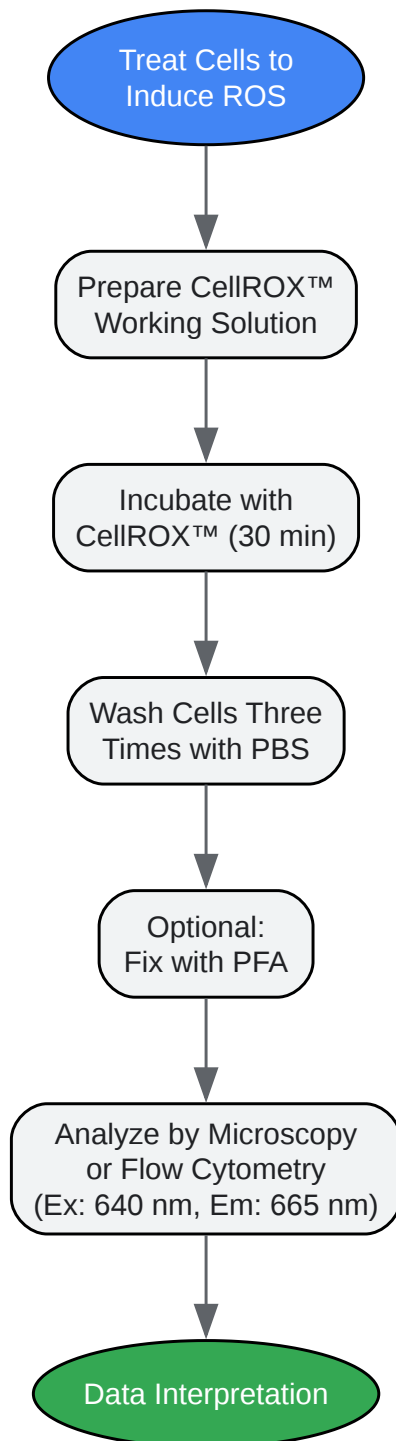 Treat Cells to
Induce ROS
Prepare CellROX™
Working Solution
Incubate with
CellROX™ (30 min)
Wash Cells Three
Times with PBS
Optional:
Fix with PFA
Analyze by Microscopy
or Flow Cytometry
(Ex: 640 nm, Em: 665 nm)
Data Interpretation